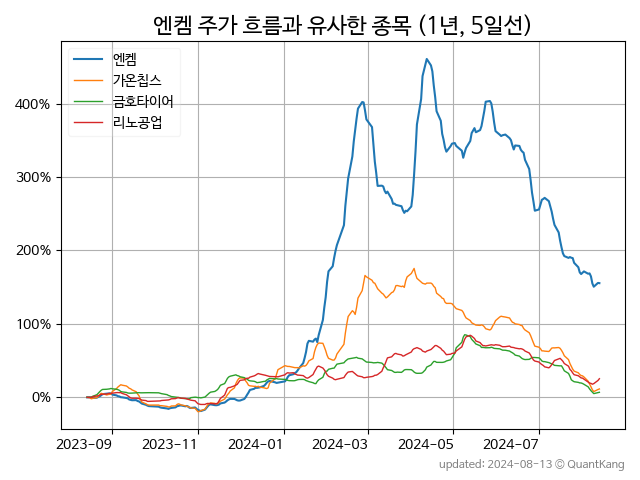 엔켐 주가 흐름과 유사한 종목 (1년, 5일선)
엔켐
가온칩스
금호타이어
리노공업
400%
300%
200%
100%
0%
2023-09 2023-11 2024-01 2024-03 2024-05 2024-07
updated: 2024-08-13 © QuantKang